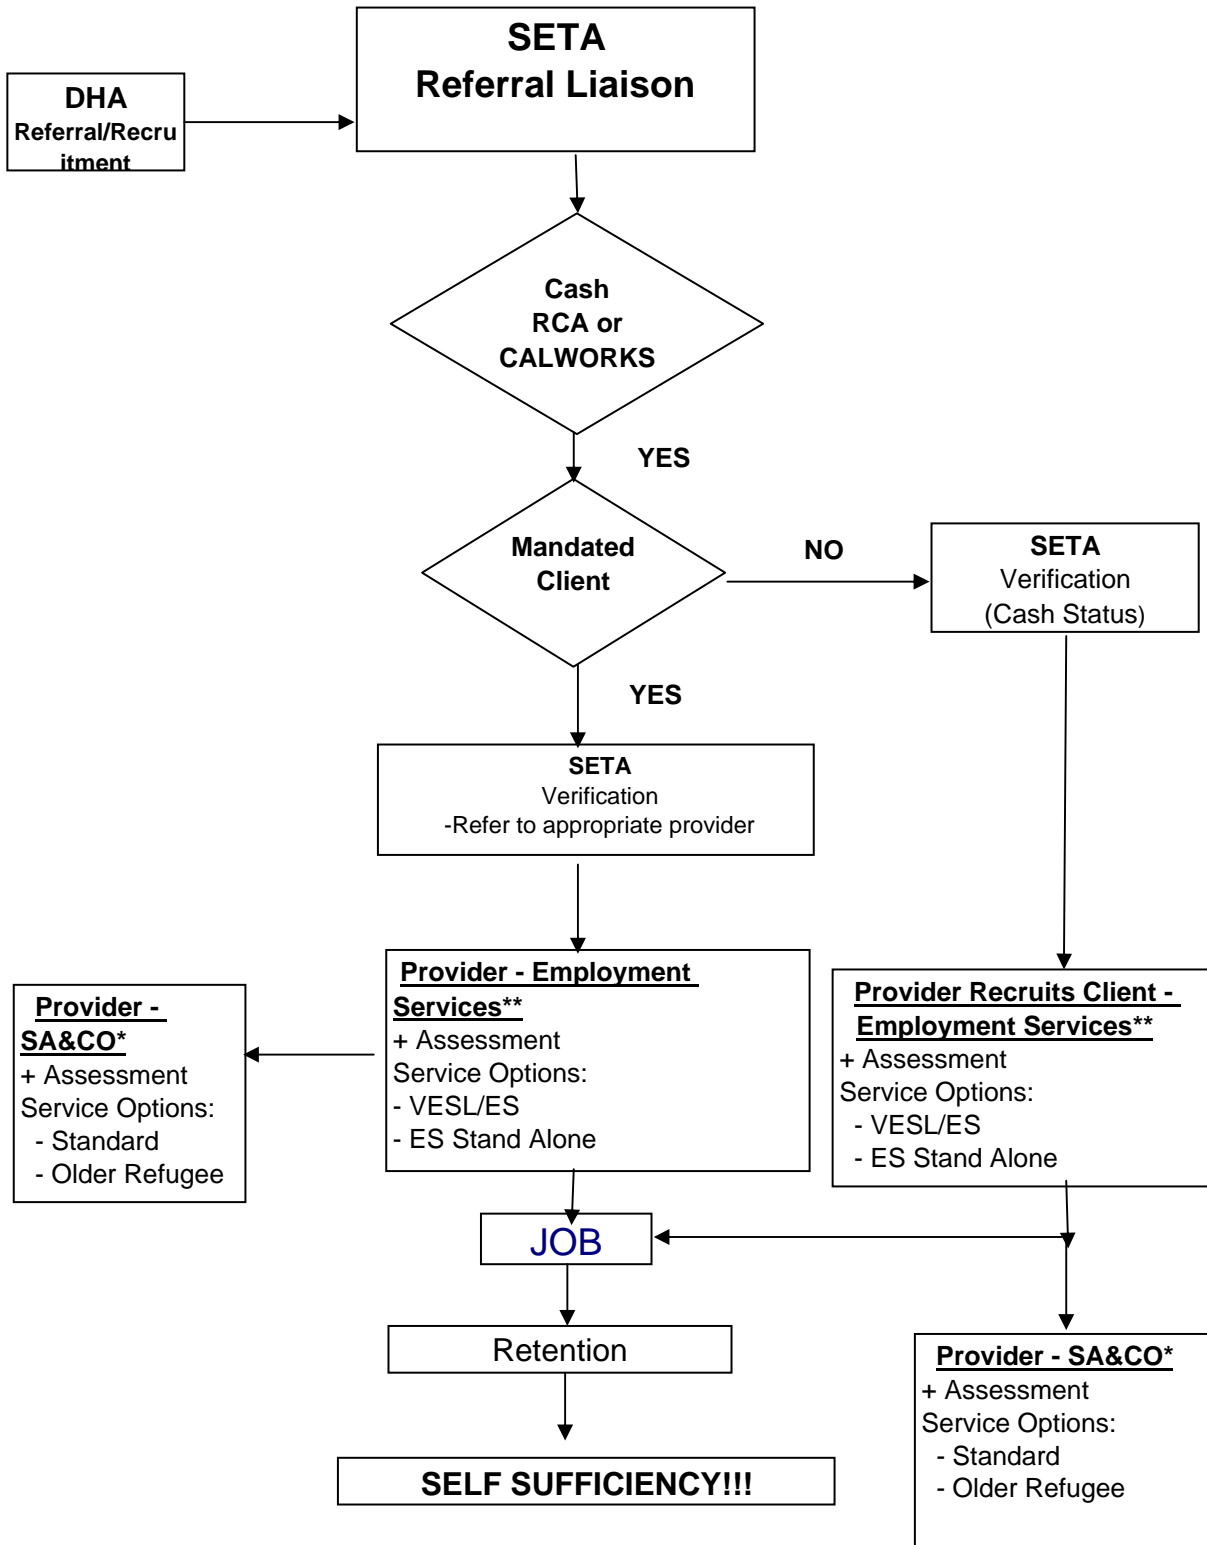 SETA
Referral Liaison
DHA
Referral/Recru
itment
Cash
RCA or
CALWORKS
YES
Mandated
Client
NO
SETA
Verification
(Cash Status)
YES
SETA
Verification
-Refer to appropriate provider
Provider - Employment
Services**
+ Assessment
Service Options:
- VESL/ES
- ES Stand Alone
Provider -
SA&CO*
+ Assessment
Service Options:
- Standard
- Older Refugee
Provider Recruits Client -
Employment Services**
+ Assessment
Service Options:
- VESL/ES
- ES Stand Alone
JOB
Retention
SELF SUFFICIENCY!!!
Provider - SA&CO*
+ Assessment
Service Options:
- Standard
- Older Refugee